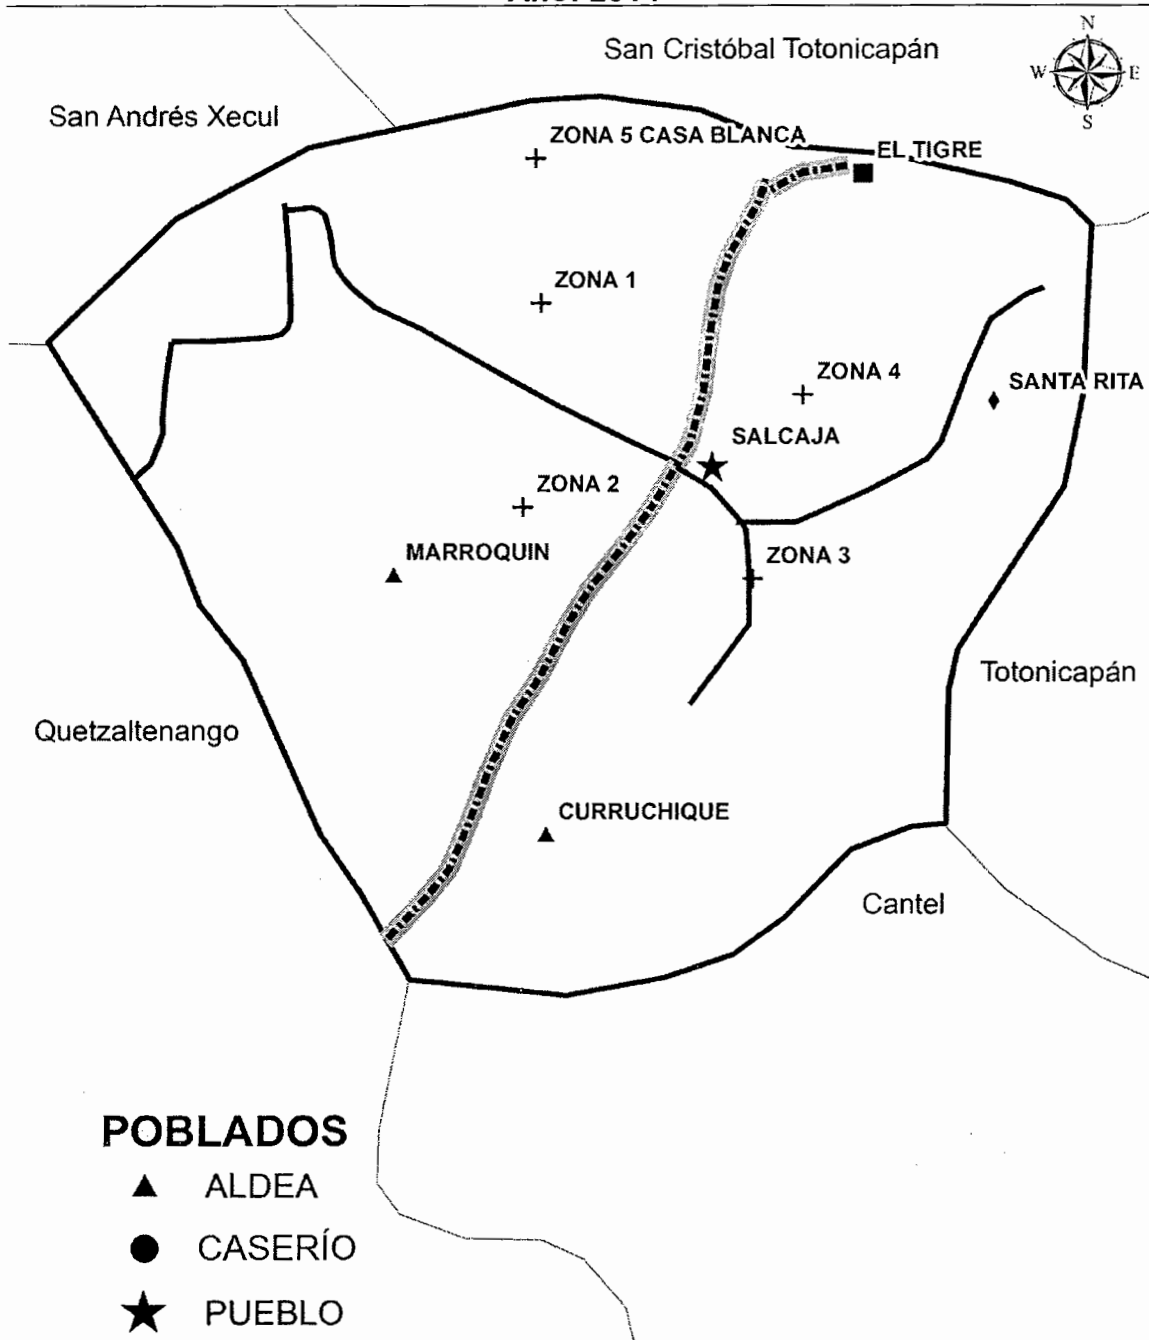 San Cristóbal Totonicapán
N
W
E
S
San Andrés Xecul
ZONA 5 CASA BLANCA
EL TIGRE
ZONA 1
ZONA 4
SANTA RITA
SALCAJA
ZONA 2
MARROQUIN
ZONA 3
Totonicapán
Quetzaltenango
CURRUCHIQUE
Cantel
POBLADOS
ALDEA
CASERÍO
PUEBLO